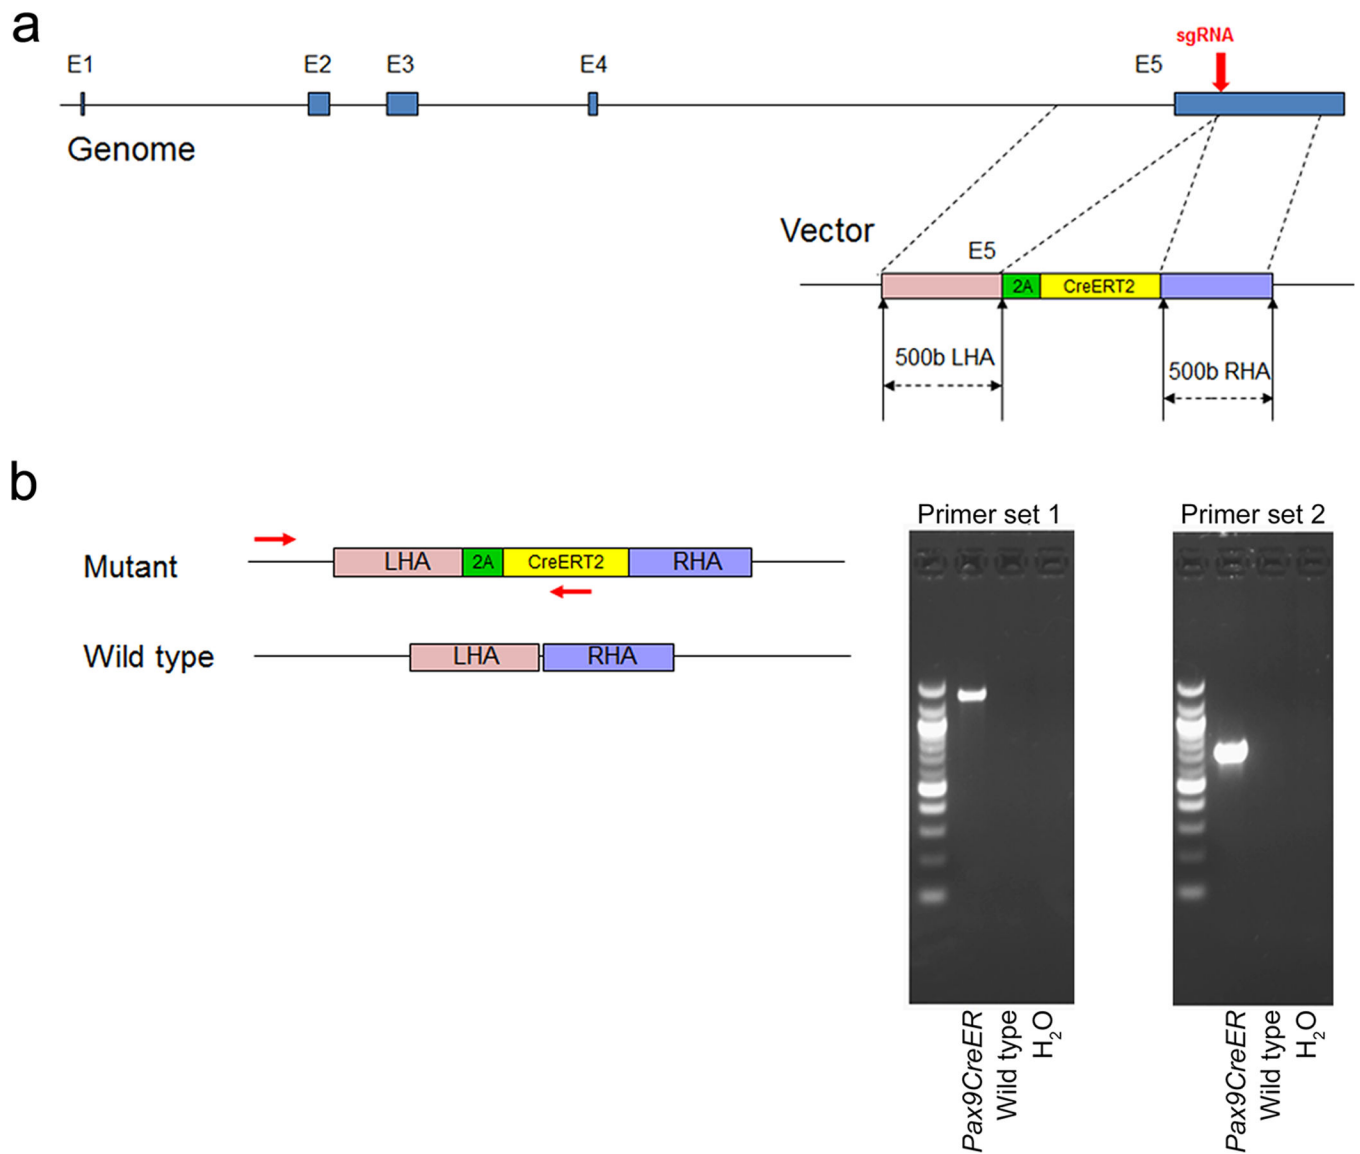 a
sgRNA
E1 E2 E3 E4 E5
Genome
Vector
E5
2A CreERT2
500b LHA
500b RHA
b
Primer set 1 Primer set 2
Mutant LHA 2A CreERT2 RHA
Wild type LHA RHA
Pax9CreER
Wild type
H2O
Pax9CreER
Wild type
H2O